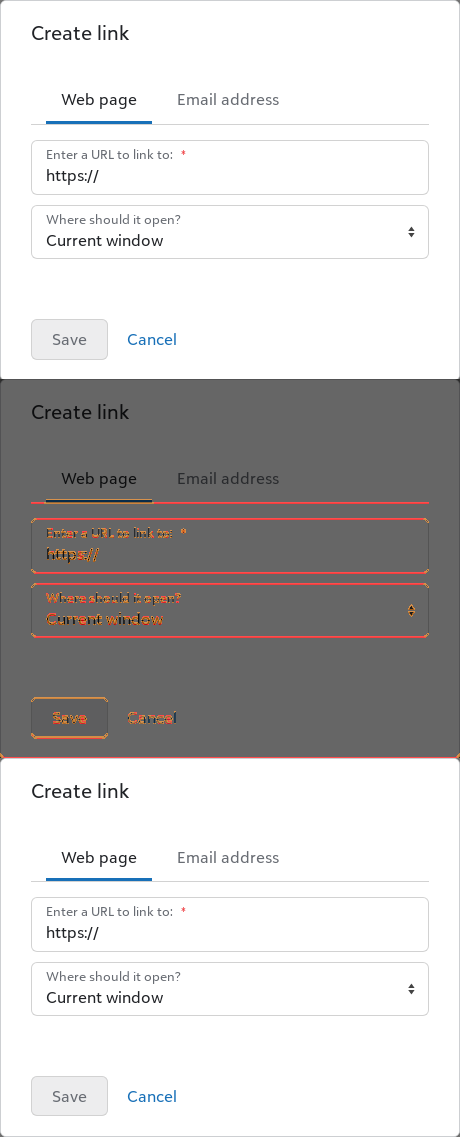 Create link
Web page Email address
Enter a URL to link to: *
https://
Where should it open?
Current window
Save Cancel
Create link
Web page Email address
Enter a URL to link to: *
https://
Where should it open?
Current window
Save Cancel
Create link
Web page Email address
Enter a URL to link to: *
https://
Where should it open?
Current window
Save Cancel